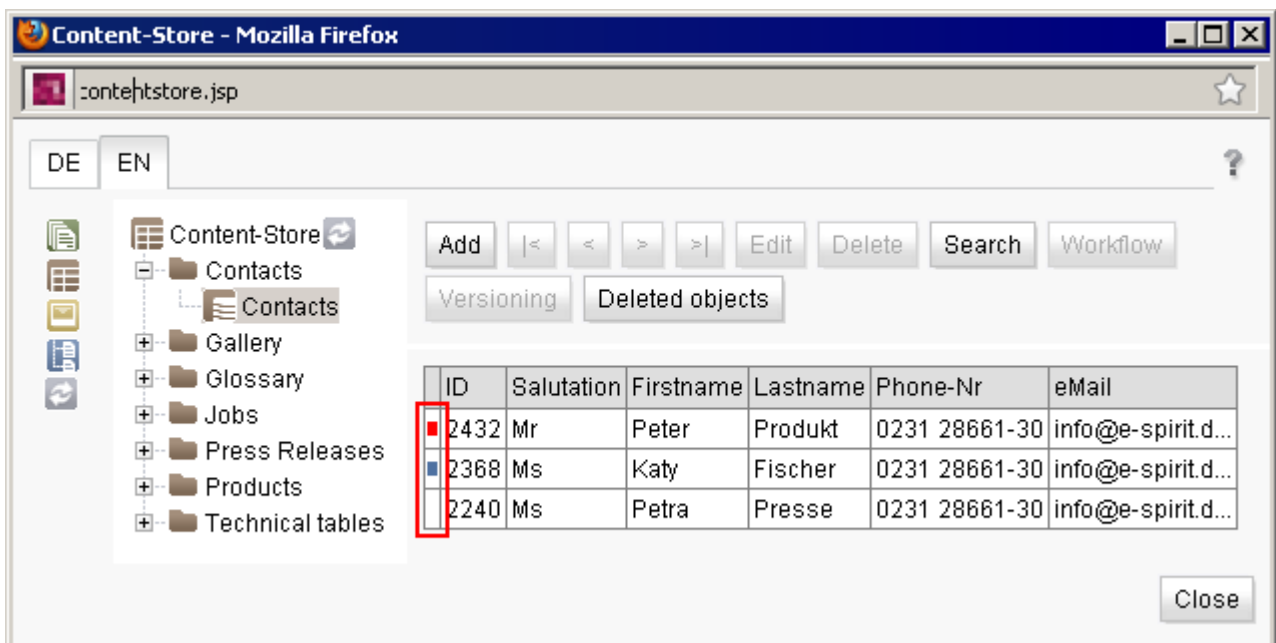 Content-Store - Mozilla Firefox
contentstore.jsp
DE EN ?
Content-Store
Contacts
Contacts
Gallery
Glossary
Jobs
Press Releases
Products
Technical tables
Add |< < > >| Edit Delete Search Workflow
Versioning Deleted objects
ID Salutation Firstname Lastname Phone-Nr eMail
2432 Mr Peter Produkt 0231 28661-30 info@e-spirit.d...
2368 Ms Katy Fischer 0231 28661-30 info@e-spirit.d...
2240 Ms Petra Presse 0231 28661-30 info@e-spirit.d...
Close